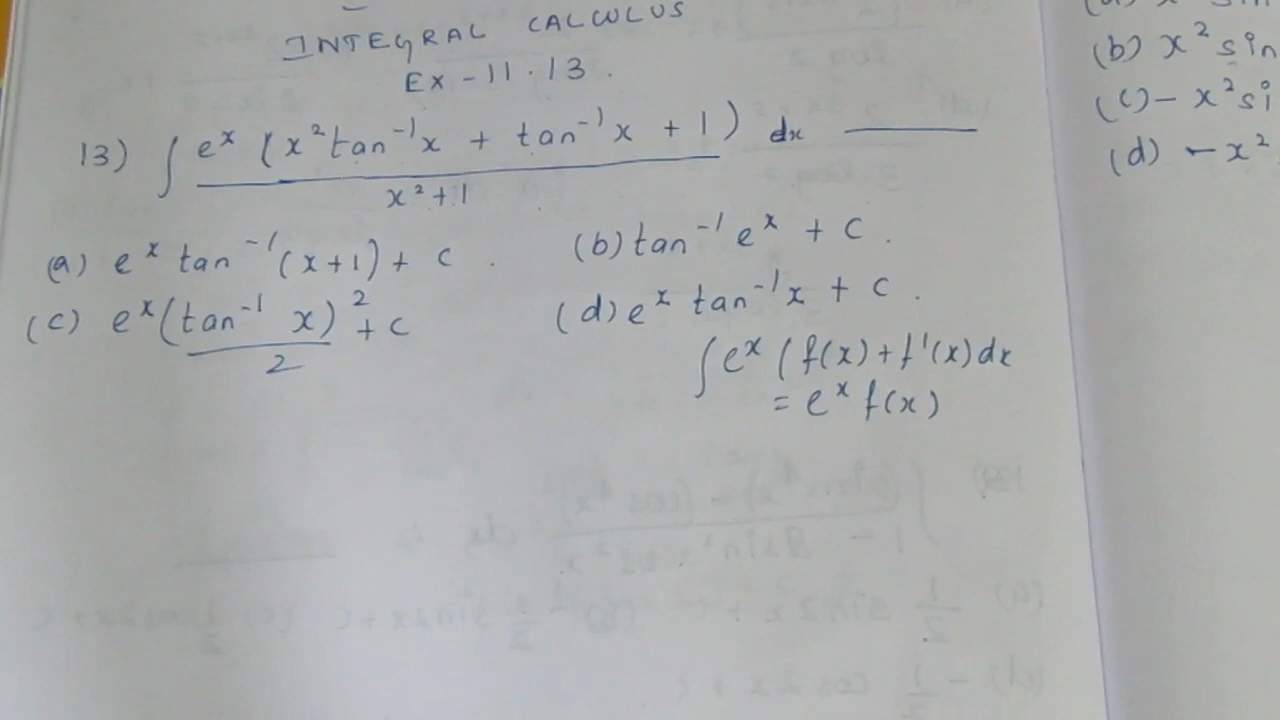 INTEGRAL CALCULUS
EX-11.13.
13) ∫ eˣ (x² tan⁻¹x + tan⁻¹x + 1) dx ______
x² + 1
(a) eˣ tan⁻¹(x+1) + c . (b) tan⁻¹ eˣ + c .
(c) eˣ (tan⁻¹ x)² + c (d) eˣ tan⁻¹x + c .
2
∫ eˣ (f(x) + f'(x) dx
= eˣ f(x)
(b) x² sin
(c) - x² si
(d) - x²